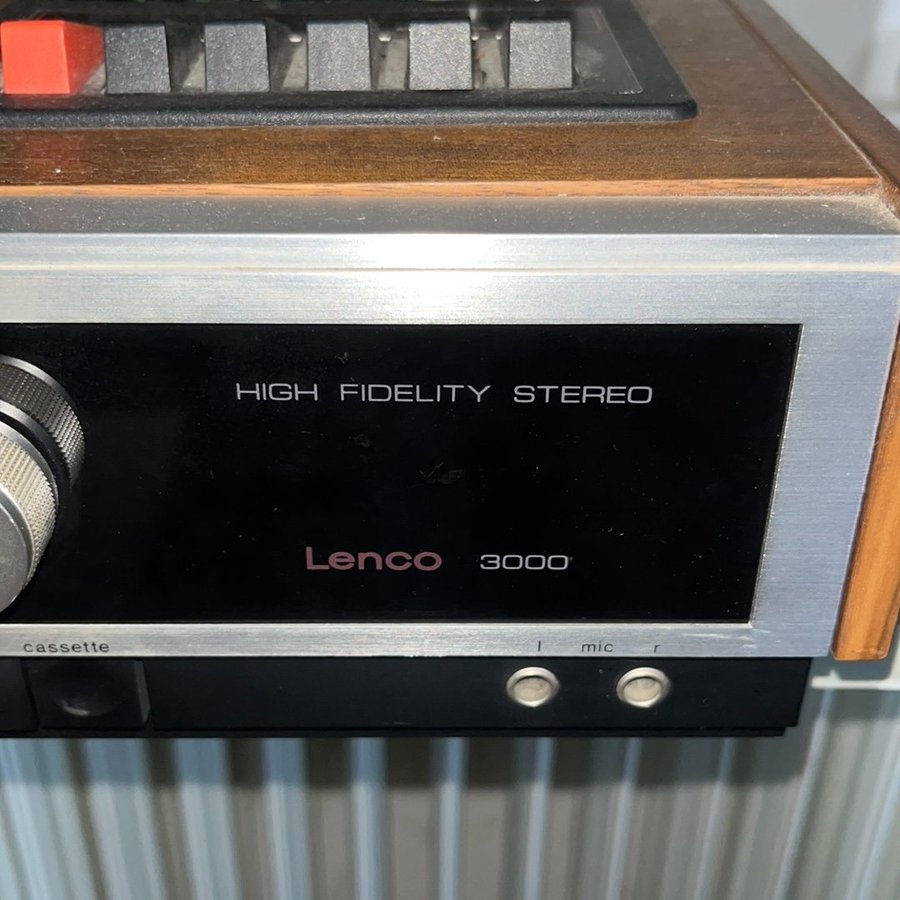 HIGH FIDELITY STEREO
Lenco 3000
cassette
l mic r